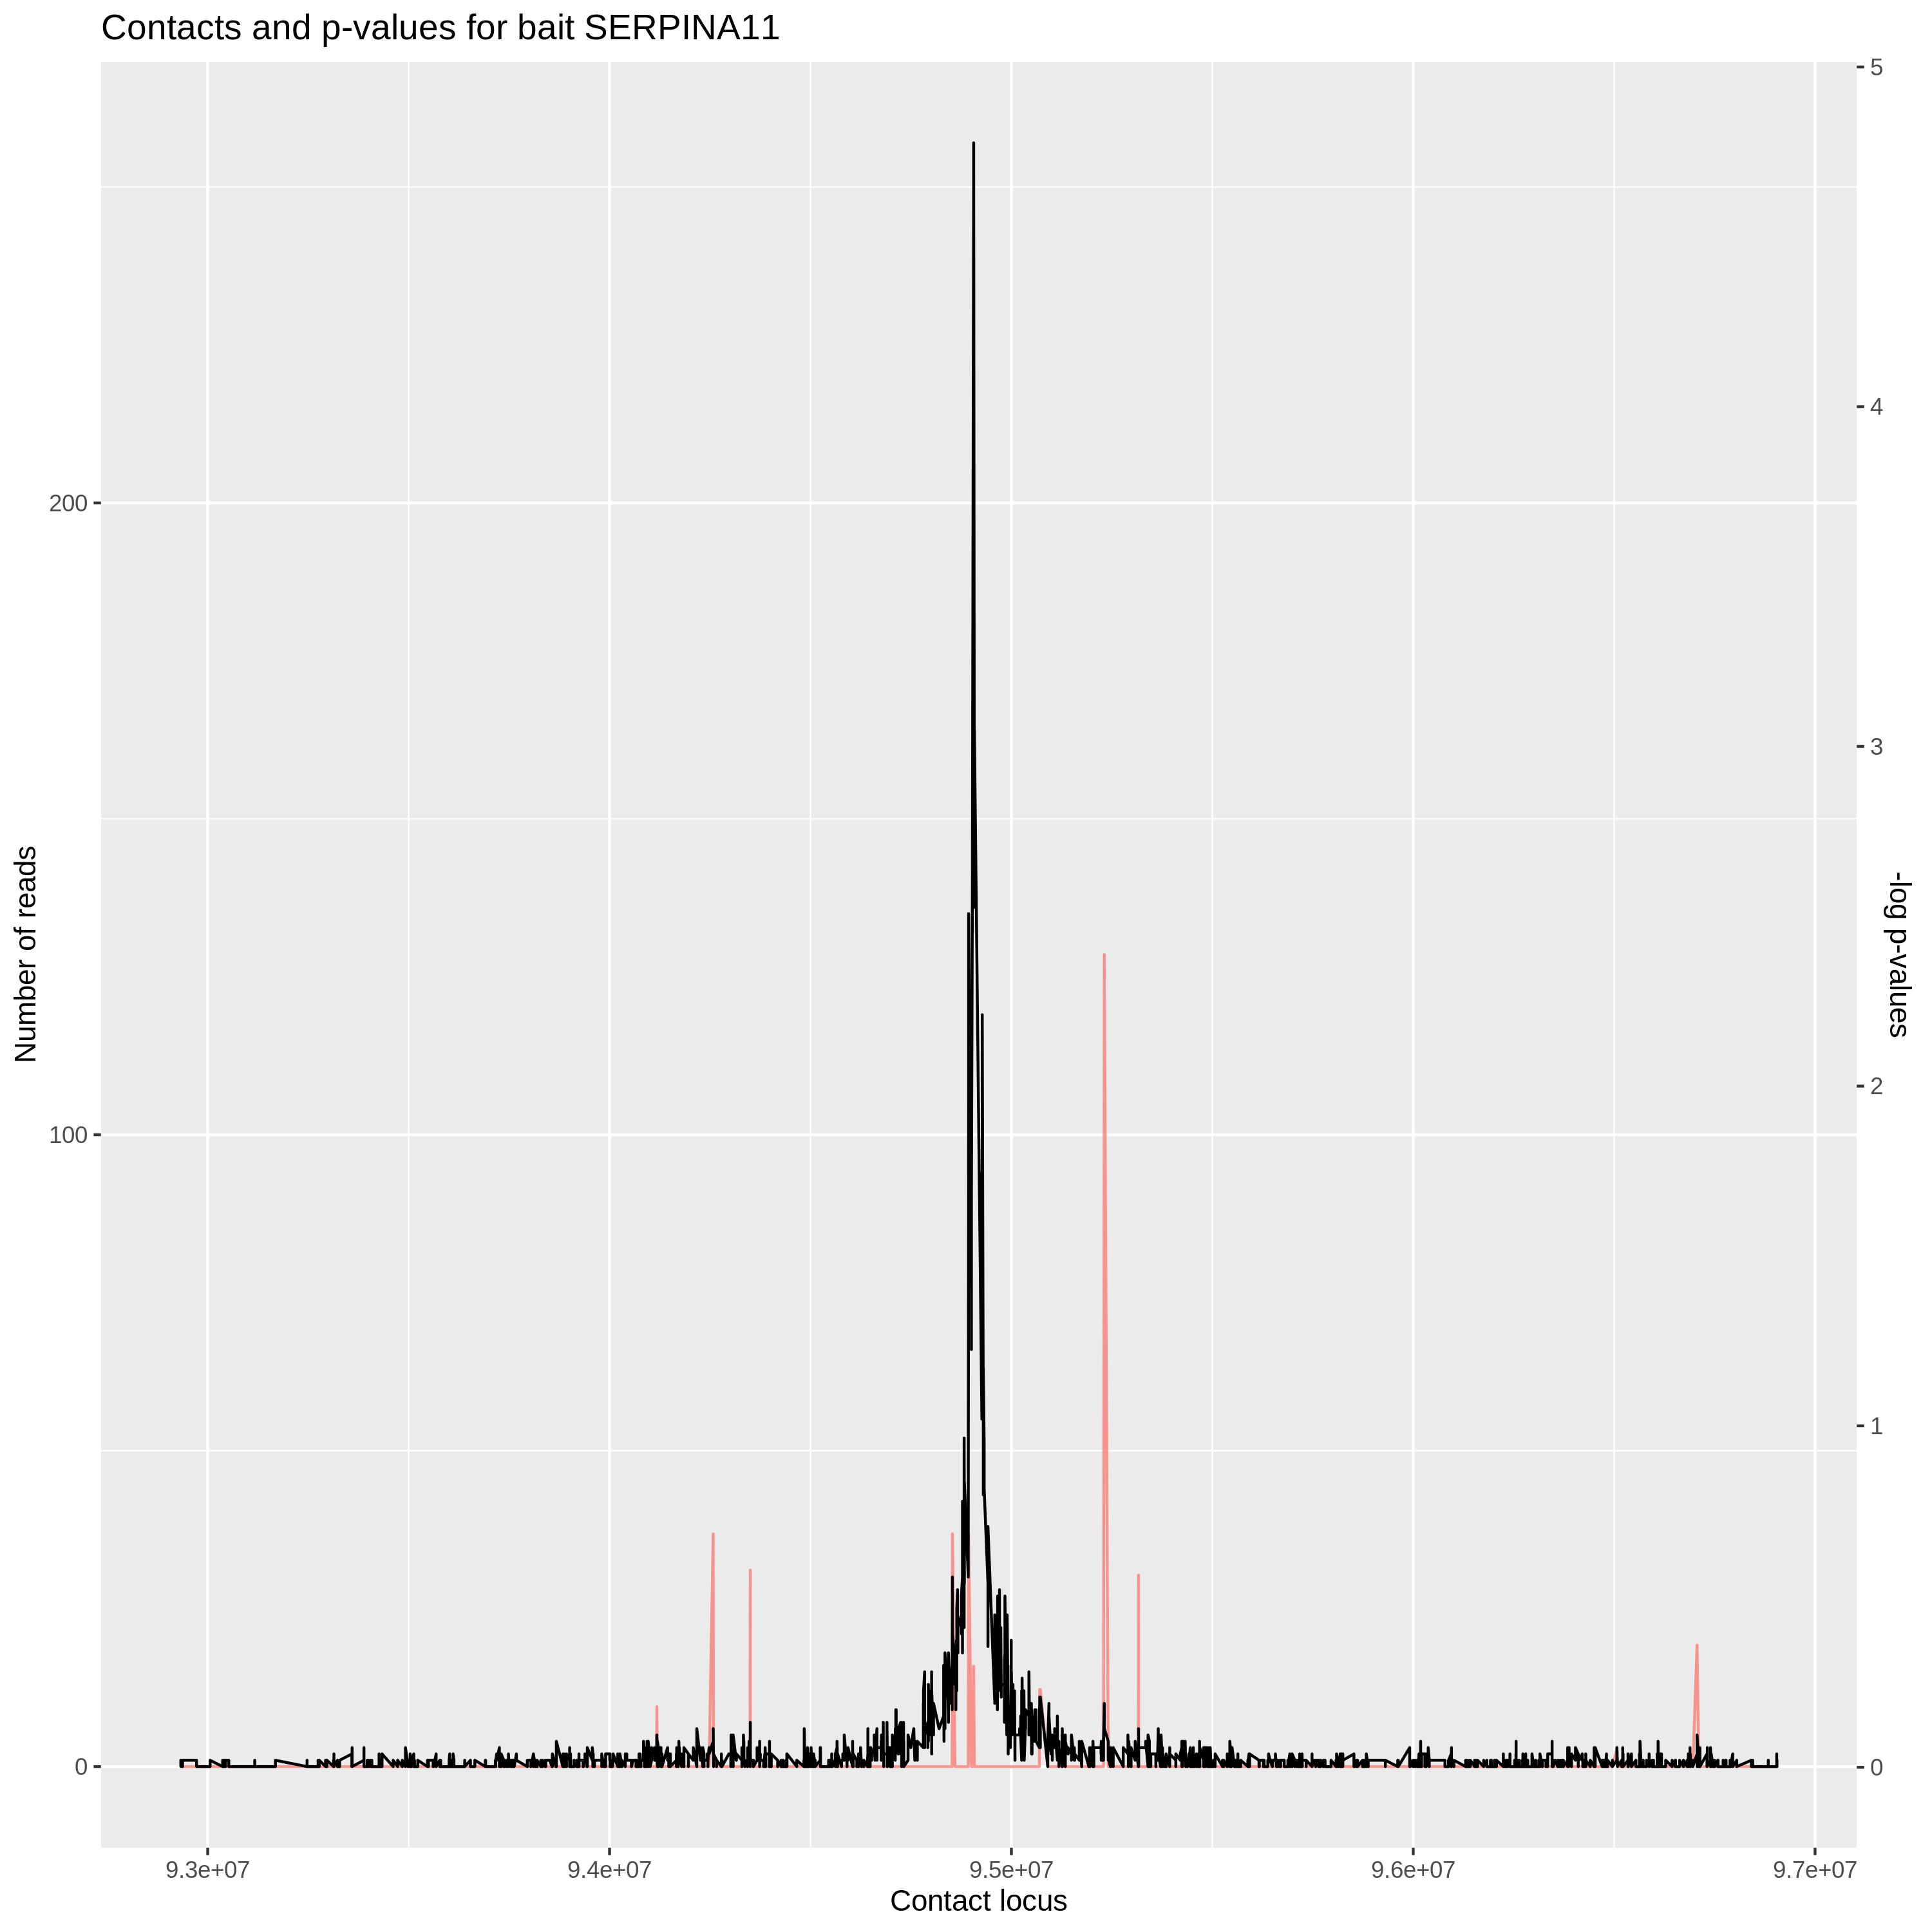 Contacts and p-values for bait SERPINA11
5
4
200
3
Number of reads
-log p-values
2
100
1
0
0
9.3e+07
9.4e+07
9.5e+07
9.6e+07
9.7e+07
Contact locus